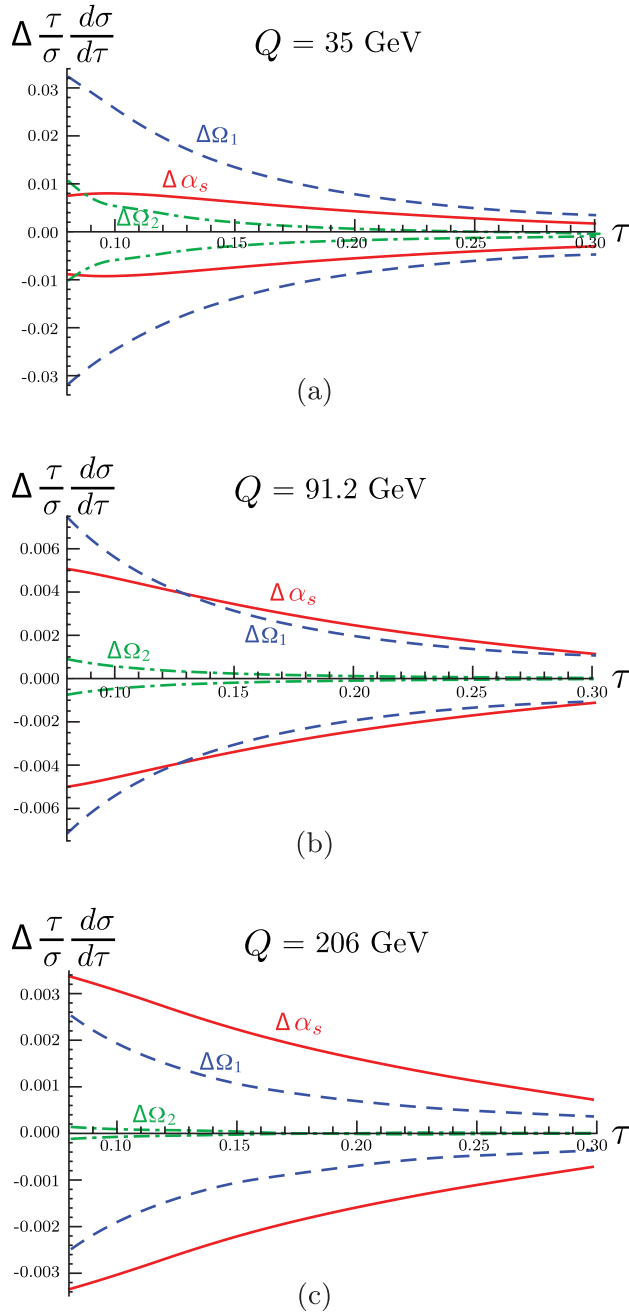 Δ τ/σ dσ/dτ
Q = 35 GeV
0.03
0.02
0.01
0.00
-0.01
-0.02
-0.03
ΔΩ₁
Δαₛ
ΔΩ₂
0.10 0.15 0.20 0.25 0.30 τ
(a)
Δ τ/σ dσ/dτ
Q = 91.2 GeV
0.006
0.004
0.002
0.000
-0.002
-0.004
-0.006
Δαₛ
ΔΩ₁
ΔΩ₂
0.10 0.15 0.20 0.25 0.30 τ
(b)
Δ τ/σ dσ/dτ
Q = 206 GeV
0.003
0.002
0.001
0.000
-0.001
-0.002
-0.003
Δαₛ
ΔΩ₁
ΔΩ₂
0.10 0.15 0.20 0.25 0.30 τ
(c)